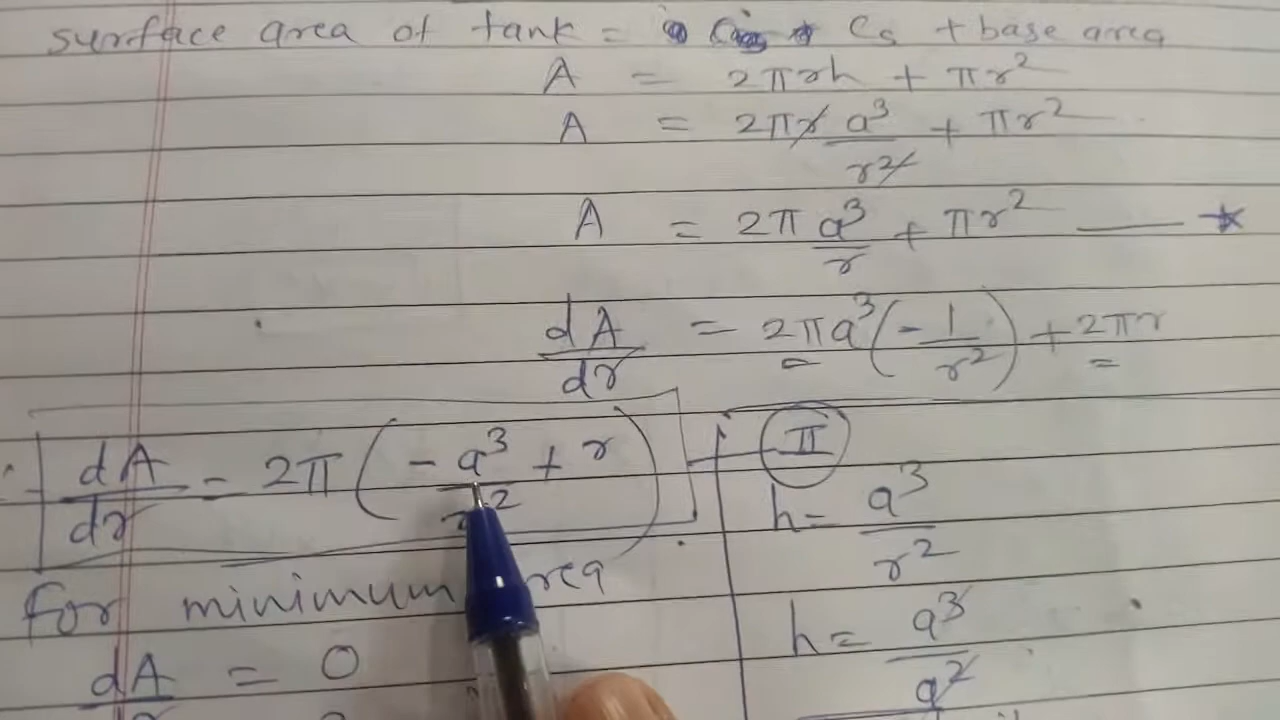 surface area of tank = Cs + base area
A = 2πrh + πr²
A = 2πr a³/r² + πr²
A = 2π a³/r + πr² —— *
dA/dr = 2πa³(-1/r²) + 2πr
dA/dr = 2π(-a³/r² + r) — II
for minimum area
dA/dr = 0
h = a³/r²
h = a³/a²